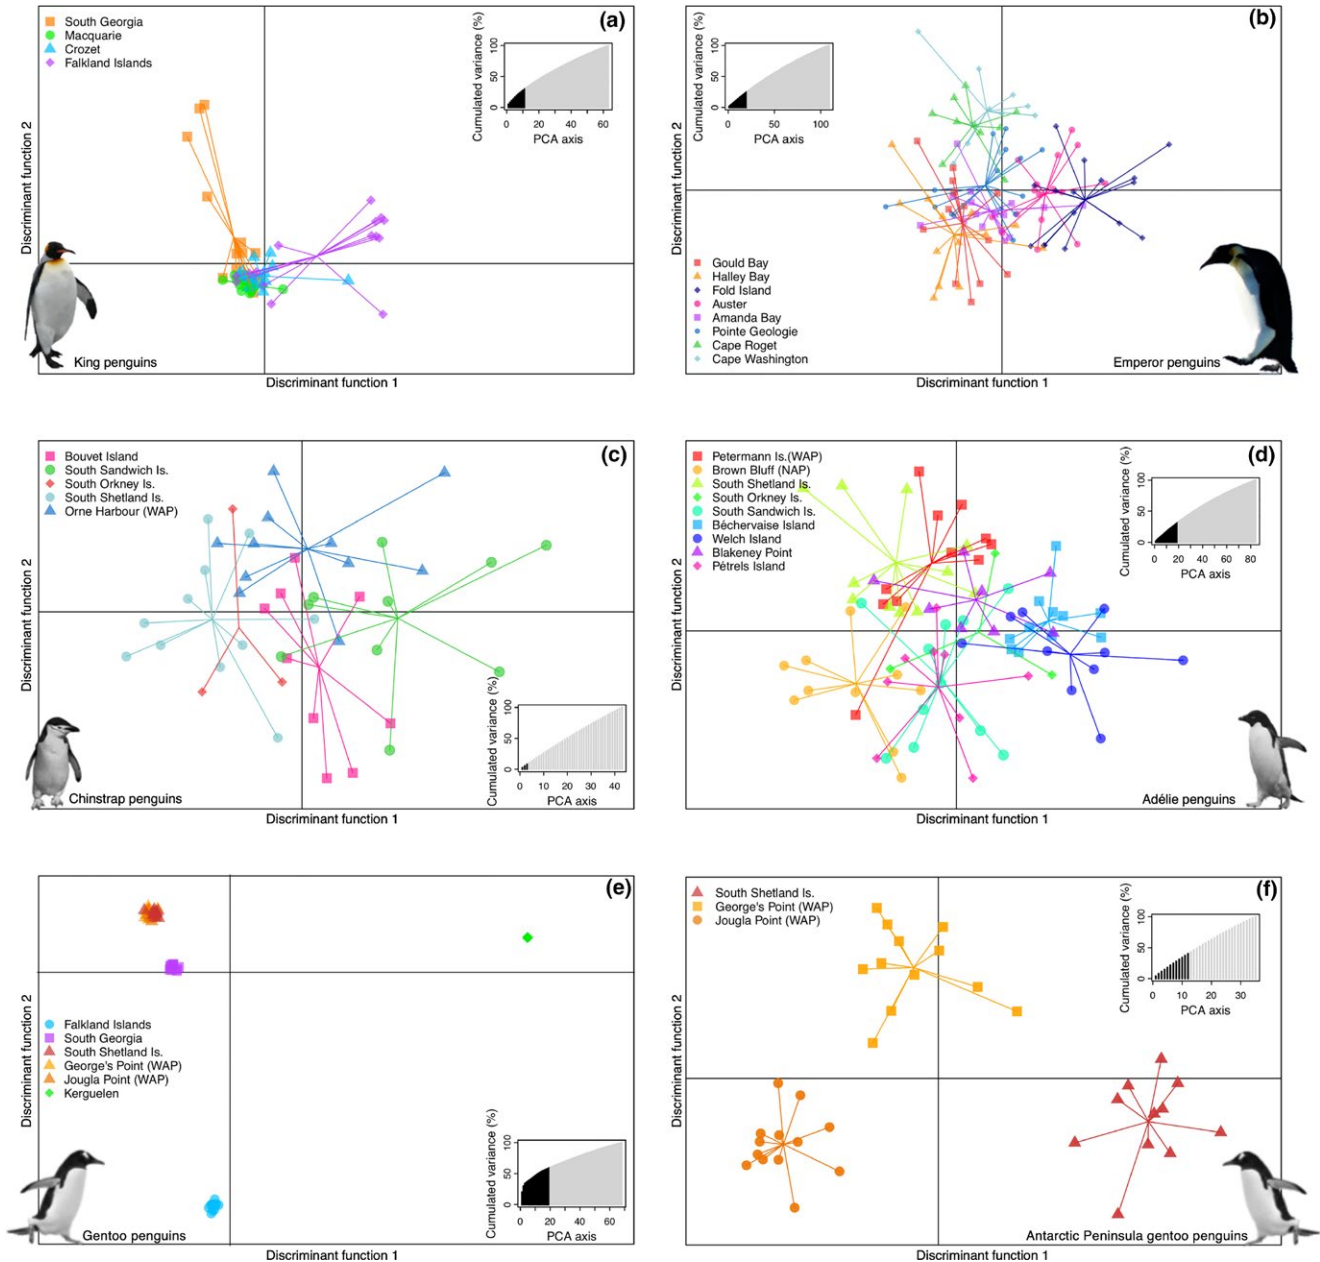 (a)
South Georgia
Macquarie
Crozet
Falkland Islands
Cumulated variance (%)
0 50 100
0 20 40 60
PCA axis
Discriminant function 2
King penguins
Discriminant function 1
(b)
Cumulated variance (%)
0 50 100
0 50 100
PCA axis
Discriminant function 2
Gould Bay
Halley Bay
Fold Island
Auster
Amanda Bay
Pointe Geologie
Cape Roget
Cape Washington
Emperor penguins
Discriminant function 1
(c)
Bouvet Island
South Sandwich Is.
South Orkney Is.
South Shetland Is.
Orne Harbour (WAP)
Discriminant function 2
Cumulated variance (%)
0 50 100
0 10 20 30 40
PCA axis
Chinstrap penguins
Discriminant function 1
(d)
Petermann Is.(WAP)
Brown Bluff (NAP)
South Shetland Is.
South Orkney Is.
South Sandwich Is.
Béchervaise Island
Welch Island
Blakeney Point
Pétrels Island
Cumulated variance (%)
0 50 100
0 20 40 60 80
PCA axis
Discriminant function 2
Adélie penguins
Discriminant function 1
(e)
Discriminant function 2
Falkland Islands
South Georgia
South Shetland Is.
George's Point (WAP)
Jougla Point (WAP)
Kerguelen
Cumulated variance (%)
0 50 100
0 20 40 60
PCA axis
Gentoo penguins
Discriminant function 1
(f)
South Shetland Is.
George's Point (WAP)
Jougla Point (WAP)
Cumulated variance (%)
0 50 100
0 10 20 30
PCA axis
Discriminant function 2
Antarctic Peninsula gentoo penguins
Discriminant function 1